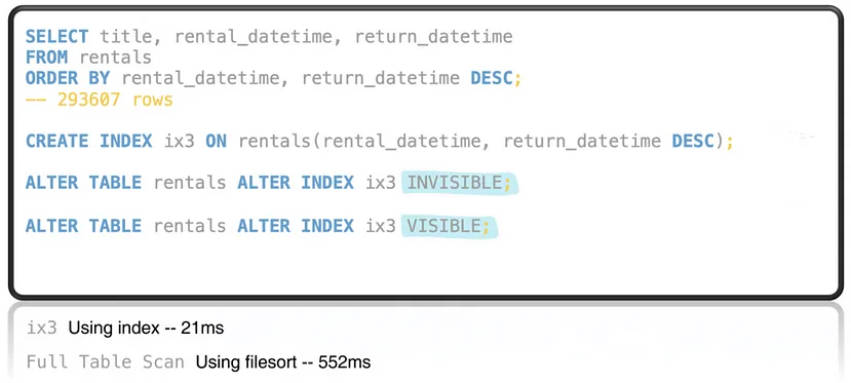 SELECT title, rental_datetime, return_datetime
FROM rentals
ORDER BY rental_datetime, return_datetime DESC;
-- 293607 rows
CREATE INDEX ix3 ON rentals(rental_datetime, return_datetime DESC);
ALTER TABLE rentals ALTER INDEX ix3 INVISIBLE;
ALTER TABLE rentals ALTER INDEX ix3 VISIBLE;
ix3 Using index -- 21ms
Full Table Scan Using filesort -- 552ms